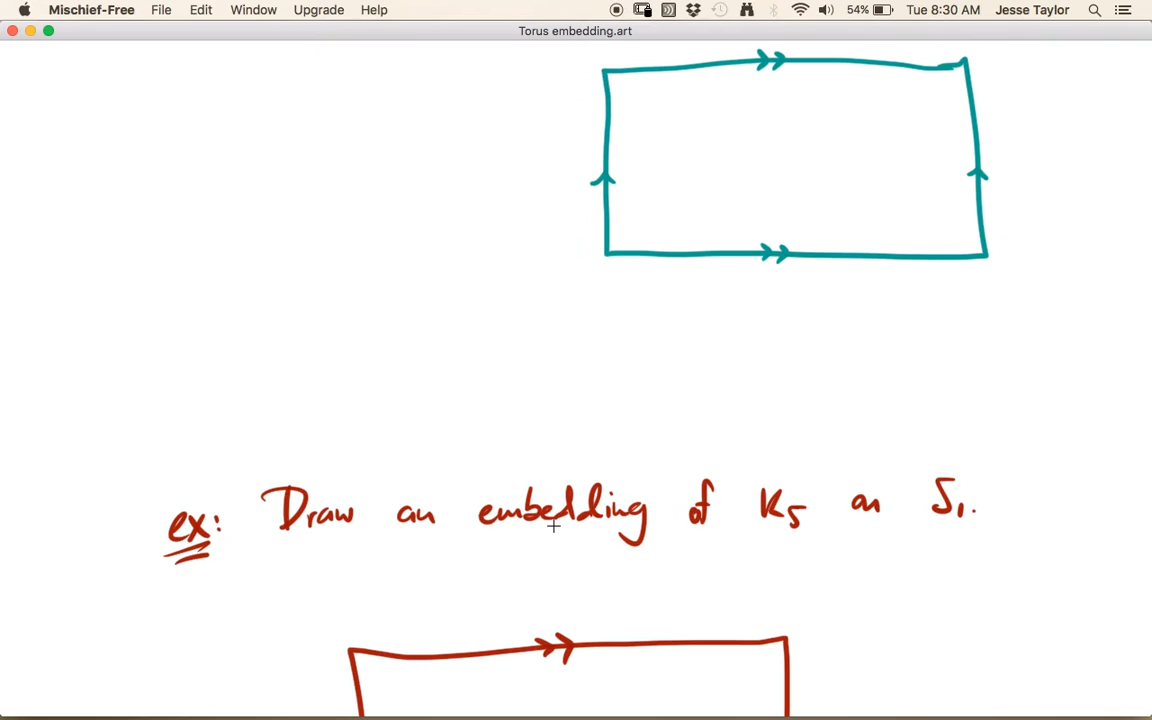 Mischief-Free File Edit Window Upgrade Help 54% Tue 8:30 AM Jesse Taylor
Torus embedding.art
ex: Draw an embedding of K5 on S1.